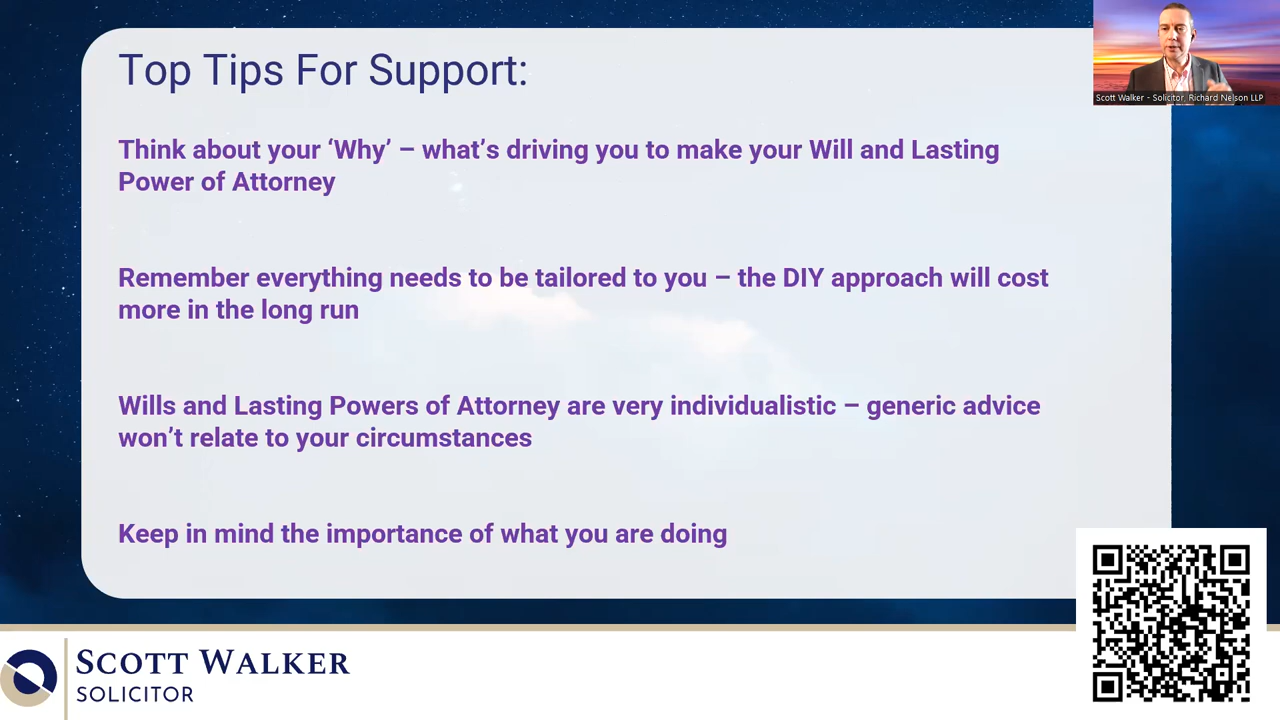 Top Tips For Support:
Scott Walker - Solicitor, Richard Nelson LLP
Think about your ‘Why’ – what’s driving you to make your Will and Lasting
Power of Attorney
Remember everything needs to be tailored to you – the DIY approach will cost
more in the long run
Wills and Lasting Powers of Attorney are very individualistic – generic advice
won’t relate to your circumstances
Keep in mind the importance of what you are doing
SCOTT WALKER
SOLICITOR